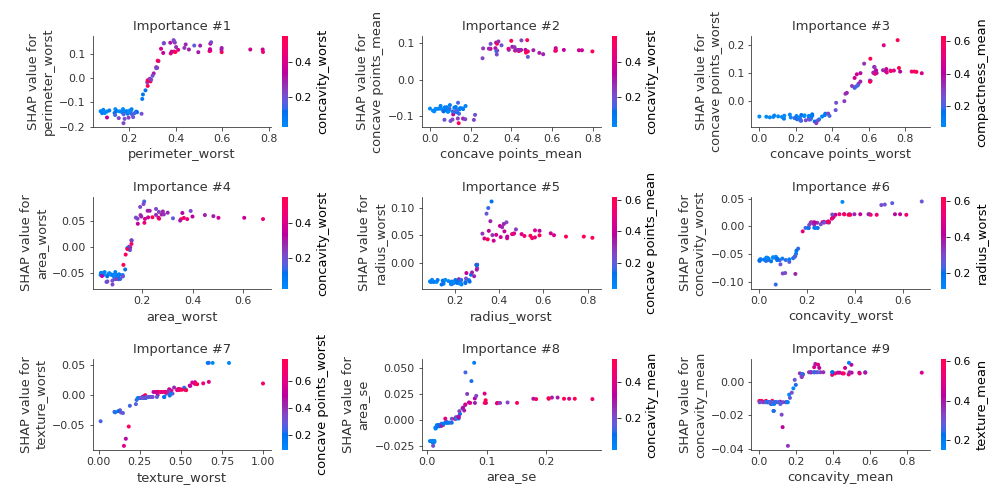 Importance #1
SHAP value for
perimeter_worst
0.1
0.0
−0.1
−0.2
0.2
0.4
0.6
0.8
perimeter_worst
0.4
0.2
concavity_worst
Importance #2
SHAP value for
concave points_mean
0.1
0.0
−0.1
0.0
0.2
0.4
0.6
0.8
concave points_mean
0.4
0.2
concavity_worst
Importance #3
SHAP value for
concave points_worst
0.2
0.1
0.0
0.0
0.2
0.4
0.6
0.8
concave points_worst
0.6
0.4
0.2
compactness_mean
Importance #4
SHAP value for
area_worst
0.05
0.00
−0.05
0.2
0.4
0.6
area_worst
0.4
0.2
concavity_worst
Importance #5
SHAP value for
radius_worst
0.10
0.05
0.00
0.2
0.4
0.6
0.8
radius_worst
0.6
0.4
0.2
concave points_mean
Importance #6
SHAP value for
concavity_worst
0.05
0.00
−0.05
−0.10
0.0
0.2
0.4
0.6
concavity_worst
0.6
0.4
0.2
radius_worst
Importance #7
SHAP value for
texture_worst
0.05
0.00
−0.05
0.00
0.25
0.50
0.75
1.00
texture_worst
0.6
0.4
0.2
concave points_worst
Importance #8
SHAP value for
area_se
0.050
0.025
0.000
−0.025
0.0
0.1
0.2
area_se
0.4
0.2
concavity_mean
Importance #9
SHAP value for
concavity_mean
0.00
−0.02
−0.04
0.0
0.2
0.4
0.6
0.8
concavity_mean
0.6
0.4
0.2
texture_mean